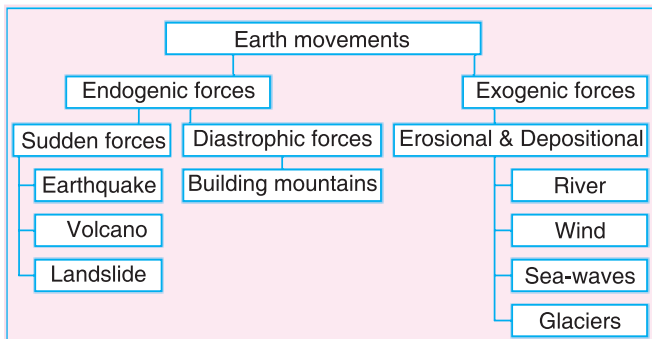 Earth movements
Endogenic forces
Exogenic forces
Sudden forces
Diastrophic forces
Erosional & Depositional
Earthquake
Building mountains
River
Volcano
Wind
Landslide
Sea-waves
Glaciers